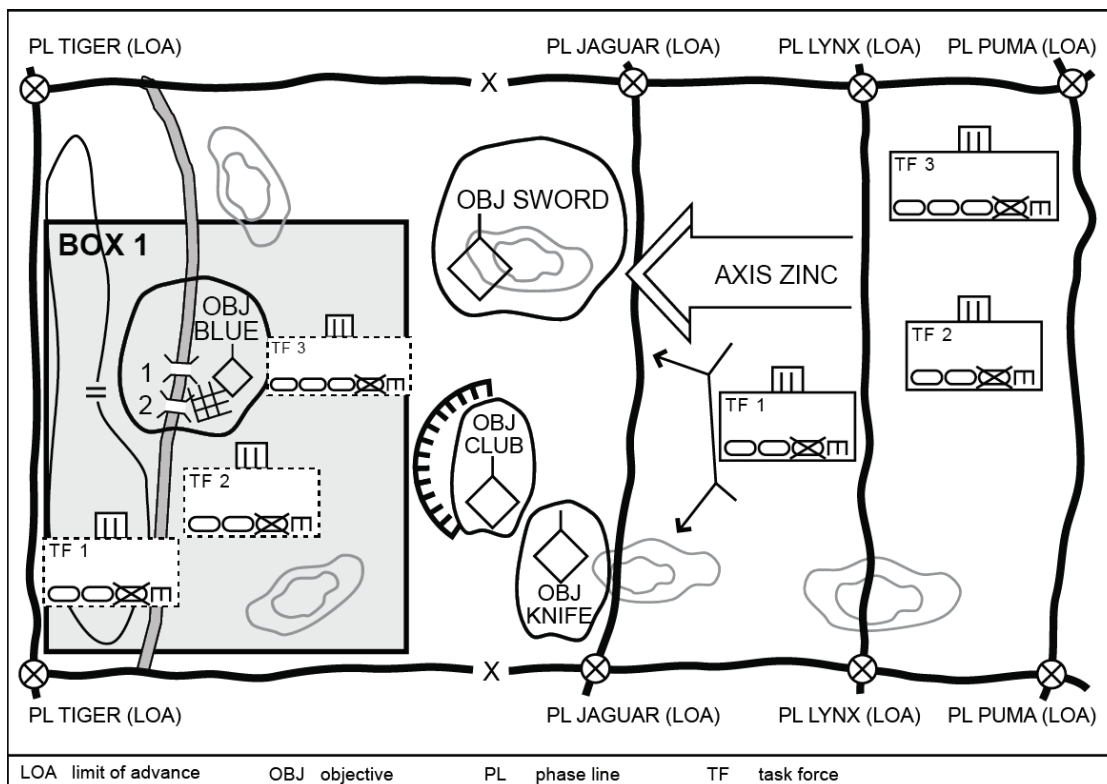 PL TIGER (LOA)
PL JAGUAR (LOA)
PL LYNX (LOA)
PL PUMA (LOA)
X
TF 3
OBJ SWORD
BOX 1
AXIS ZINC
OBJ
BLUE
TF 3
TF 2
1
2
TF 1
OBJ
CLUB
TF 2
TF 1
OBJ
KNIFE
X
PL TIGER (LOA)
PL JAGUAR (LOA)
PL LYNX (LOA)
PL PUMA (LOA)
LOA limit of advance OBJ objective PL phase line TF task force